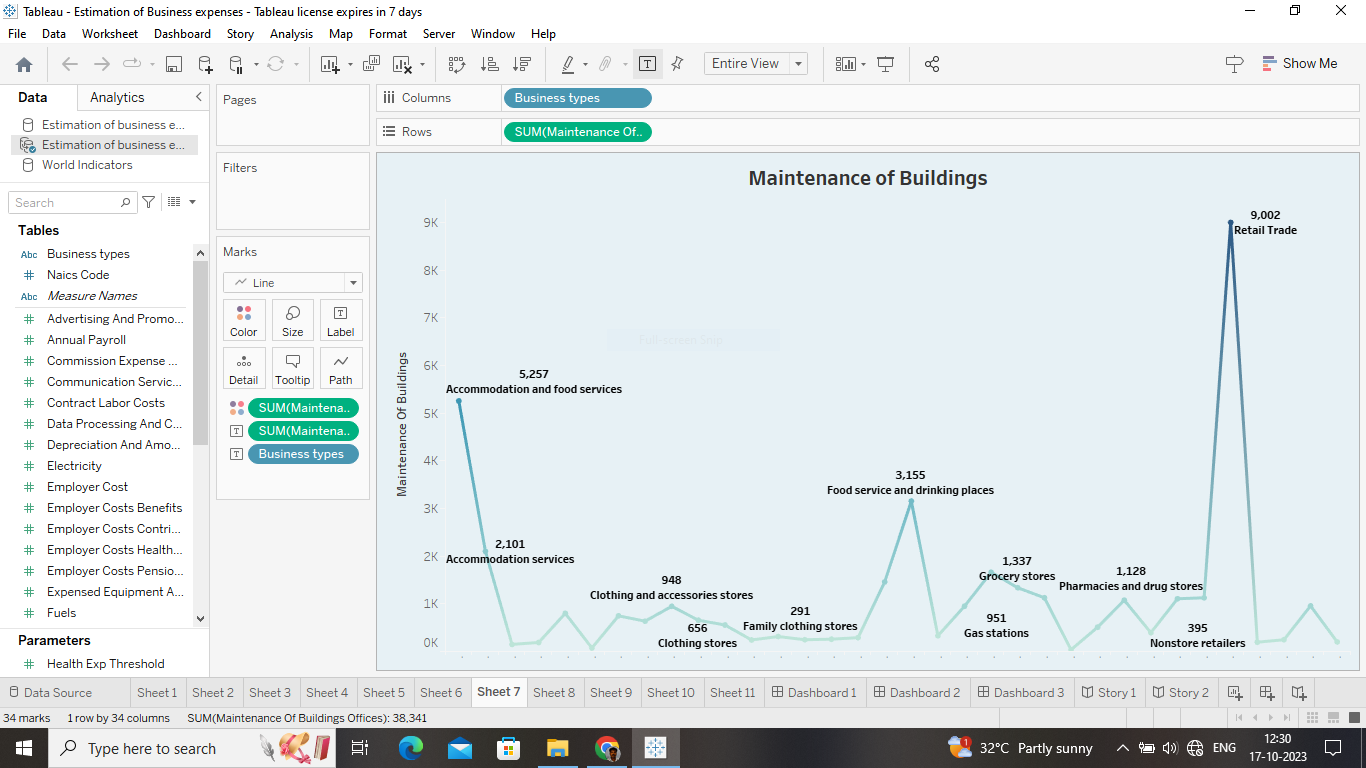 Tableau - Estimation of Business expenses - Tableau license expires in 7 days
File Data Worksheet Dashboard Story Analysis Map Format Server Window Help
Entire View
Show Me
Data Analytics
Estimation of business e...
Estimation of business e...
World Indicators
Search
Tables
Abc Business types
# Naics Code
Abc Measure Names
# Advertising And Promo...
# Annual Payroll
# Commission Expense ...
# Communication Servic...
# Contract Labor Costs
# Data Processing And C...
# Depreciation And Amo...
# Electricity
# Employer Cost
# Employer Costs Benefits
# Employer Costs Contri...
# Employer Costs Health...
# Employer Costs Pensio...
# Expensed Equipment A...
# Fuels
Parameters
# Health Exp Threshold
Pages
Filters
Marks
Line
Color Size Label
Detail Tooltip Path
SUM(Maintena..
SUM(Maintena..
Business types
Columns Business types
Rows SUM(Maintenance Of..
Maintenance of Buildings
Maintenance Of Buildings
9K
8K
7K
6K
5K
4K
3K
2K
1K
0K
Full-screen Snip
5,257
Accommodation and food services
2,101
Accommodation services
948
Clothing and accessories stores
656
Clothing stores
291
Family clothing stores
3,155
Food service and drinking places
951
Gas stations
1,337
Grocery stores
1,128
Pharmacies and drug stores
395
Nonstore retailers
9,002
Retail Trade
Data Source Sheet 1 Sheet 2 Sheet 3 Sheet 4 Sheet 5 Sheet 6 Sheet 7 Sheet 8 Sheet 9 Sheet 10 Sheet 11 Dashboard 1 Dashboard 2 Dashboard 3 Story 1 Story 2
34 marks 1 row by 34 columns SUM(Maintenance Of Buildings Offices): 38,341
Type here to search
1
32°C Partly sunny
ENG
12:30
17-10-2023